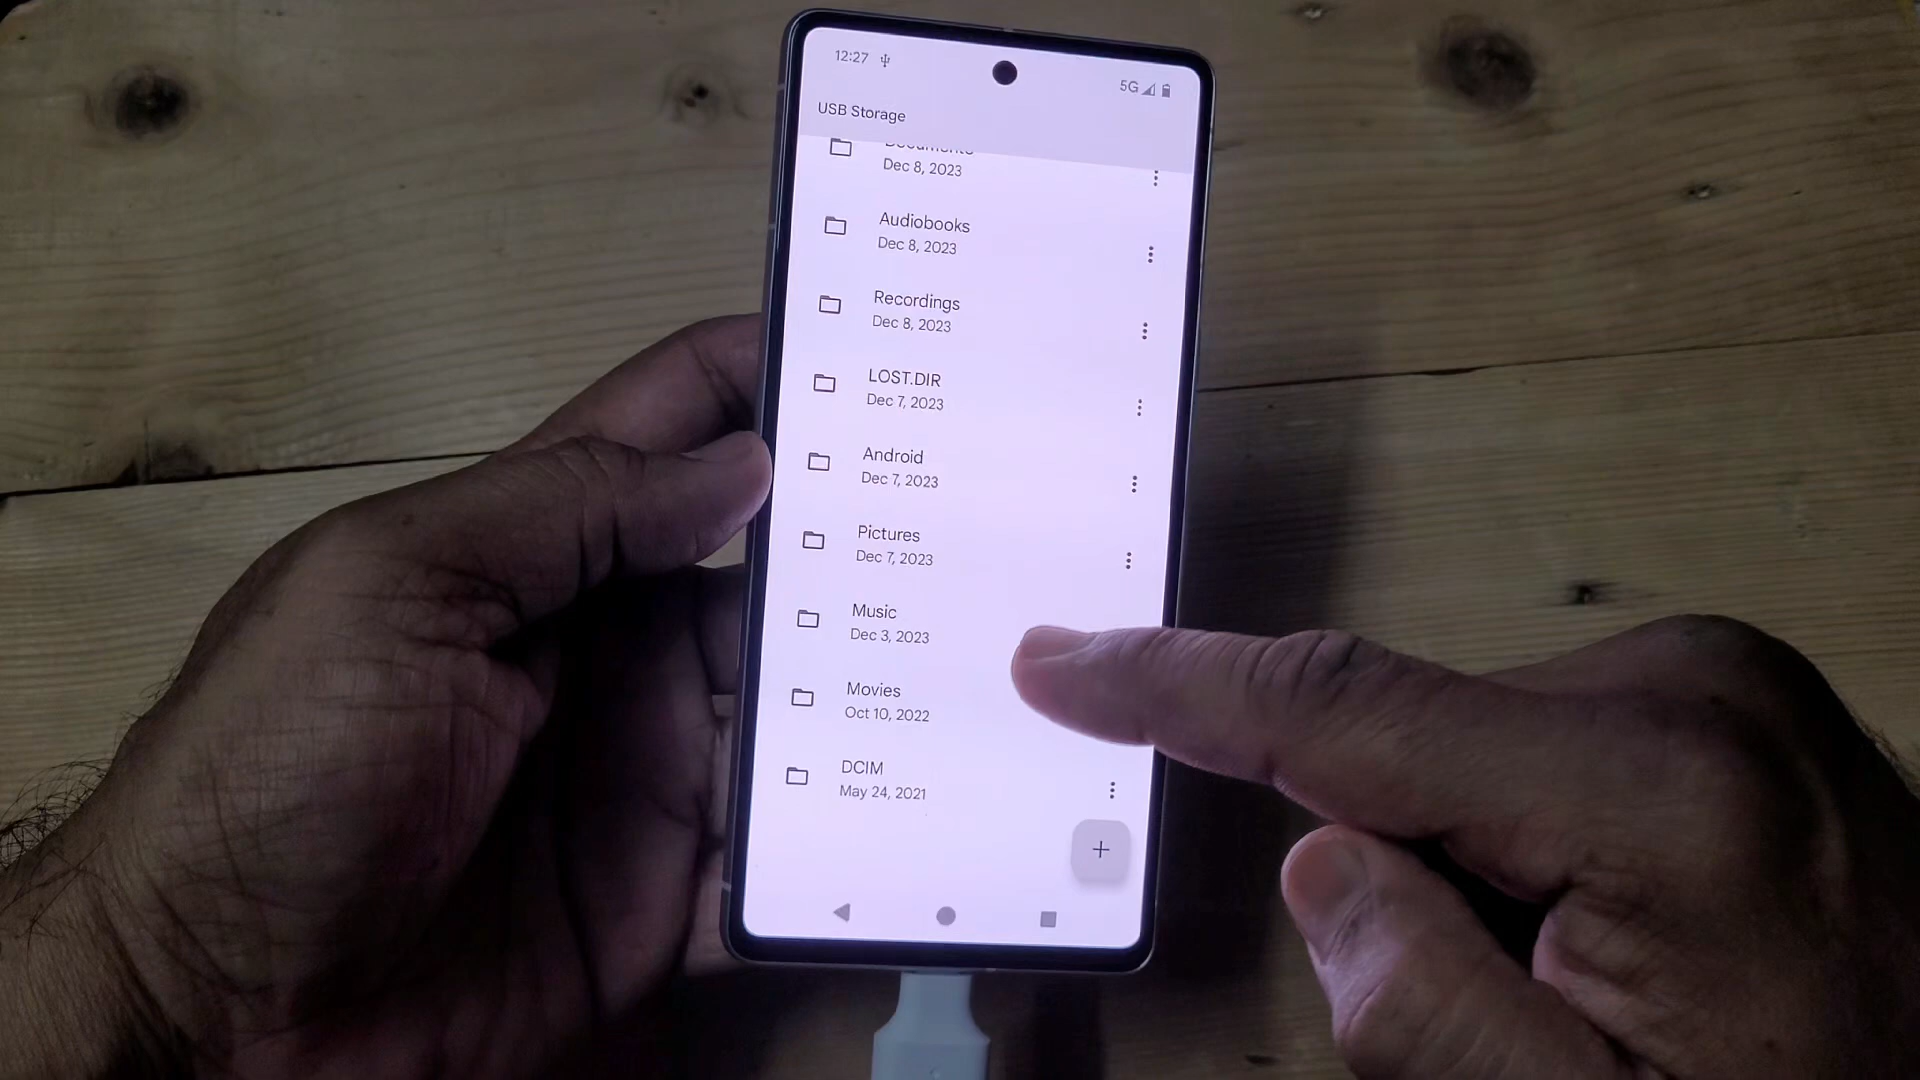 12:27
5G
USB Storage
Documents
Dec 8, 2023
Audiobooks
Dec 8, 2023
Recordings
Dec 8, 2023
LOST.DIR
Dec 7, 2023
Android
Dec 7, 2023
Pictures
Dec 7, 2023
Music
Dec 3, 2023
Movies
Oct 10, 2022
DCIM
May 24, 2021